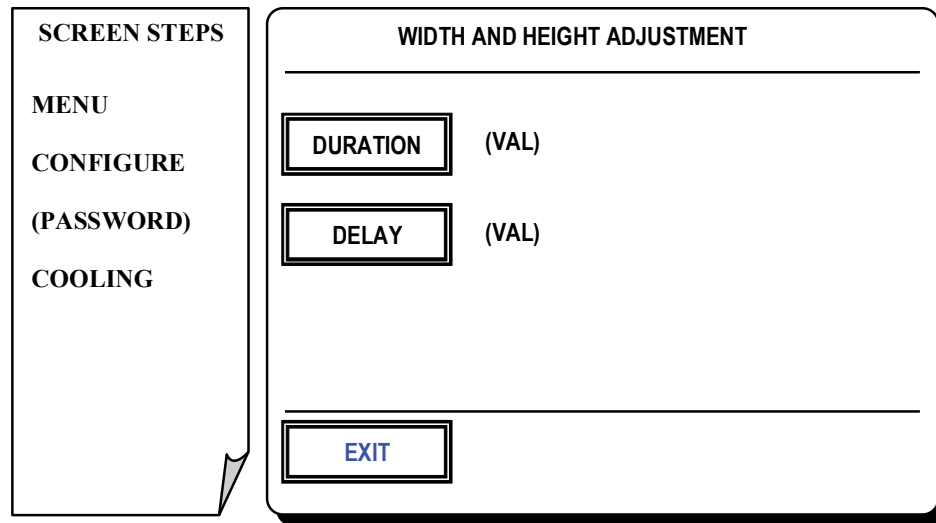 SCREEN STEPS
MENU
CONFIGURE
(PASSWORD)
COOLING
WIDTH AND HEIGHT ADJUSTMENT
DURATION (VAL)
DELAY (VAL)
EXIT